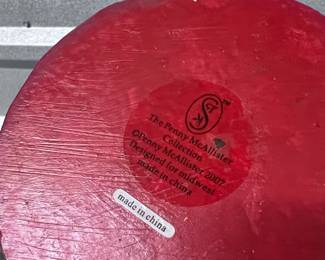 The Penny McAllister
Collection
©Penny McAllister 2007
Designed for midwest
made in china
made in china